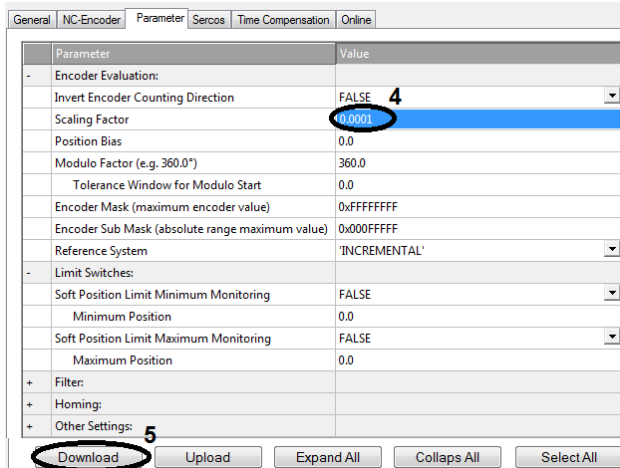 General NC-Encoder Parameter Sercos Time Compensation Online
Parameter Value
- Encoder Evaluation:
Invert Encoder Counting Direction FALSE 4
Scaling Factor 0.0001
Position Bias 0.0
Modulo Factor (e.g. 360.0°) 360.0
Tolerance Window for Modulo Start 0.0
Encoder Mask (maximum encoder value) 0xFFFFFFFF
Encoder Sub Mask (absolute range maximum value) 0x000FFFFF
Reference System 'INCREMENTAL'
- Limit Switches:
Soft Position Limit Minimum Monitoring FALSE
Minimum Position 0.0
Soft Position Limit Maximum Monitoring FALSE
Maximum Position 0.0
+ Filter:
+ Homing:
+ Other Settings: 5
Download Upload Expand All Collaps All Select All